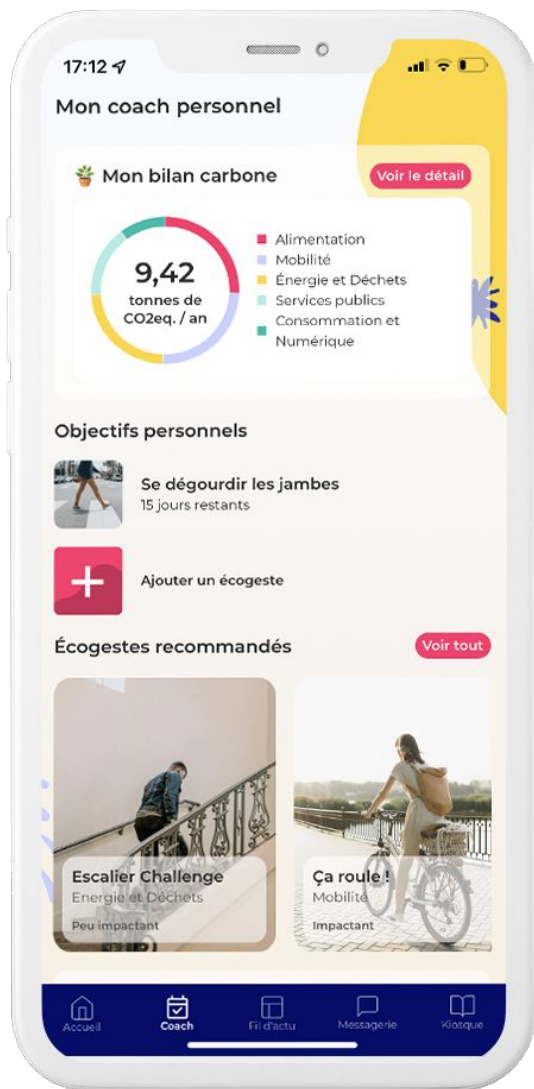 17:12
Mon coach personnel
Mon bilan carbone
Voir le détail
9,42
tonnes de
CO2eq. / an
Alimentation
Mobilité
Énergie et Déchets
Services publics
Consommation et
Numérique
Objectifs personnels
Se dégourdir les jambes
15 jours restants
Ajouter un écogeste
Écogestes recommandés
Voir tout
Escalier Challenge
Energie et Déchets
Peu impactant
Ça roule !
Mobilité
Impactant
Accueil
Coach
Fil d'actu
Messagerie
Kiosque